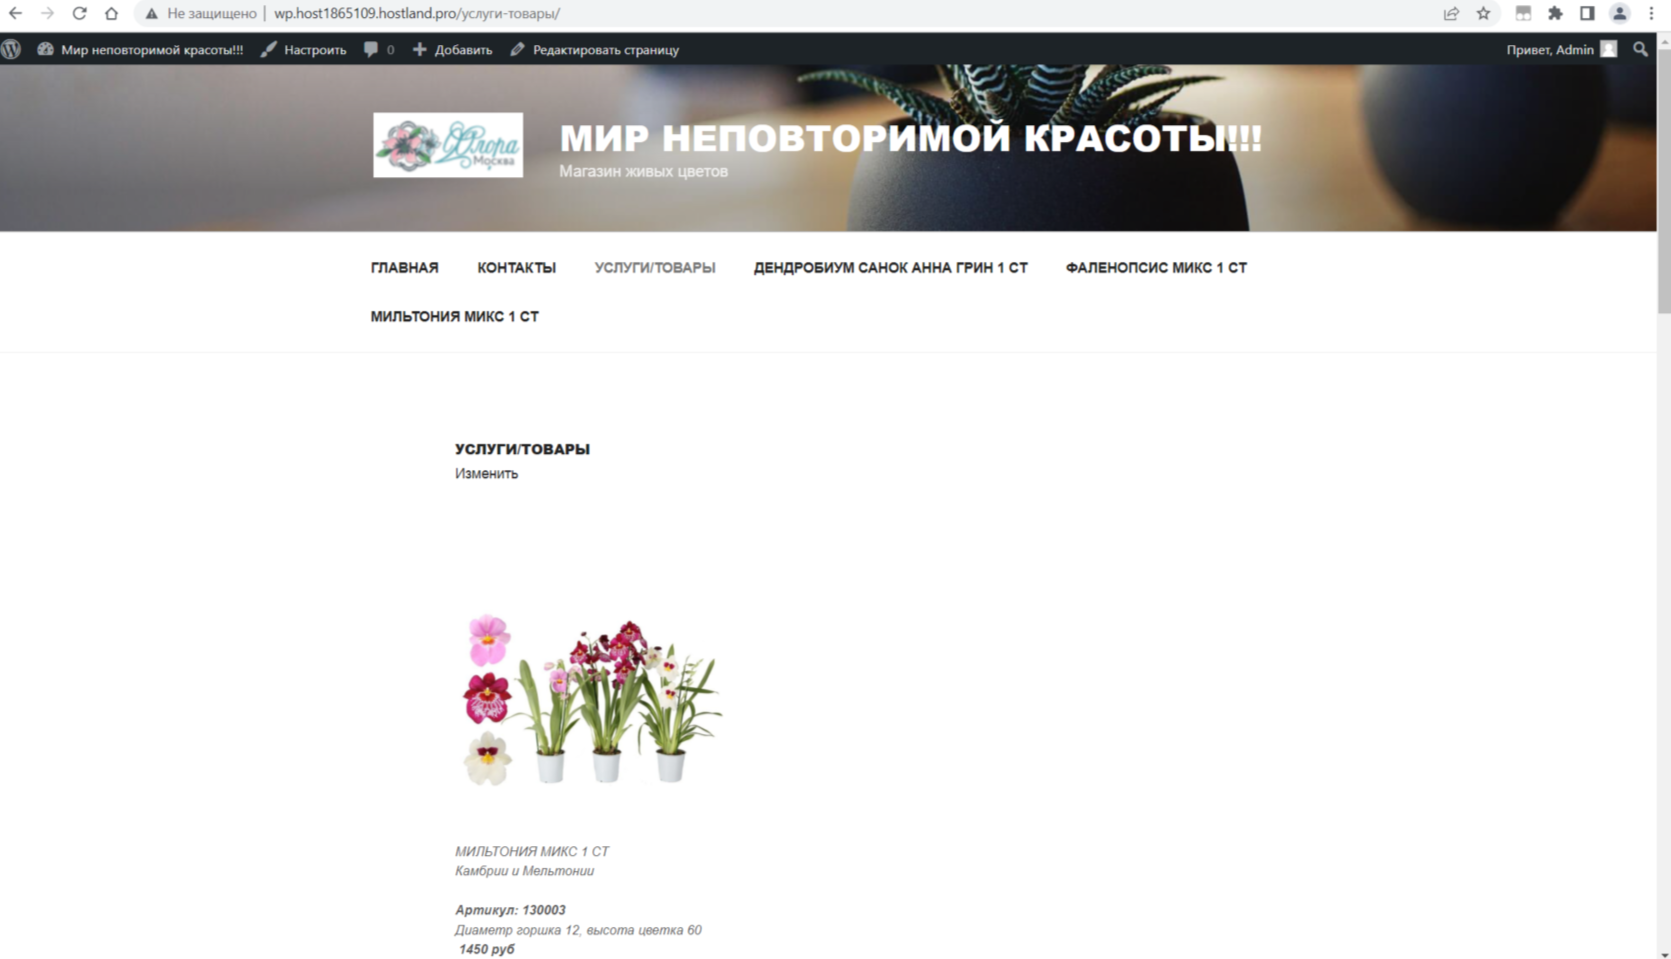 Не защищено | wp.host1865109.hostland.pro/услуги-товары/
Мир неповторимой красоты!!! Настроить 0 Добавить Редактировать страницу Привет, Admin
Флора
Москва
МИР НЕПОВТОРИМОЙ КРАСОТЫ!!!
Магазин живых цветов
ГЛАВНАЯ КОНТАКТЫ УСЛУГИ/ТОВАРЫ ДЕНДРОБИУМ САНОК АННА ГРИН 1 СТ ФАЛЕНОПСИС МИКС 1 СТ
МИЛЬТОНИЯ МИКС 1 СТ
УСЛУГИ/ТОВАРЫ
Изменить
МИЛЬТОНИЯ МИКС 1 СТ
Камбрии и Мельтонии
Артикул: 130003
Диаметр горшка 12, высота цветка 60
1450 руб